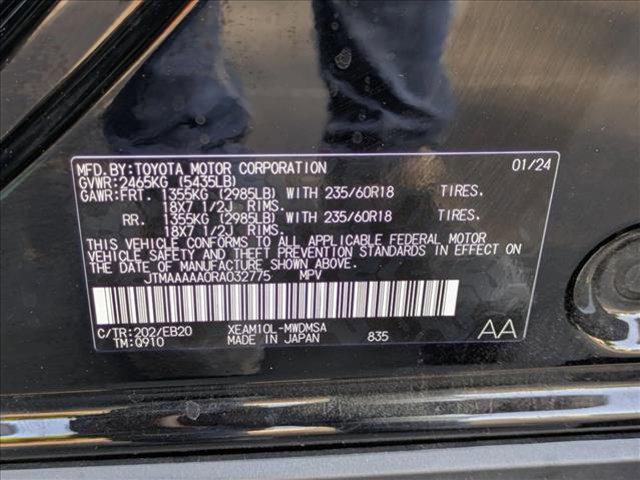 MFD.BY:TOYOTA MOTOR CORPORATION 01/24
GVWR:2465KG (5435LB)
GAWR:FRT. 1355KG (2985LB) WITH 235/60R18 TIRES.
18X7 1/2J RIMS.
RR. 1355KG (2985LB) WITH 235/60R18 TIRES.
18X7 1/2J RIMS.
THIS VEHICLE CONFORMS TO ALL APPLICABLE FEDERAL MOTOR
VEHICLE SAFETY AND THEFT PREVENTION STANDARDS IN EFFECT ON
THE DATE OF MANUFACTURE SHOWN ABOVE.
JTMAAAAA0RA032775 MPV
C/TR:202/EB20 XEAM10L-MWDMSA AA
TM:Q910 MADE IN JAPAN 835